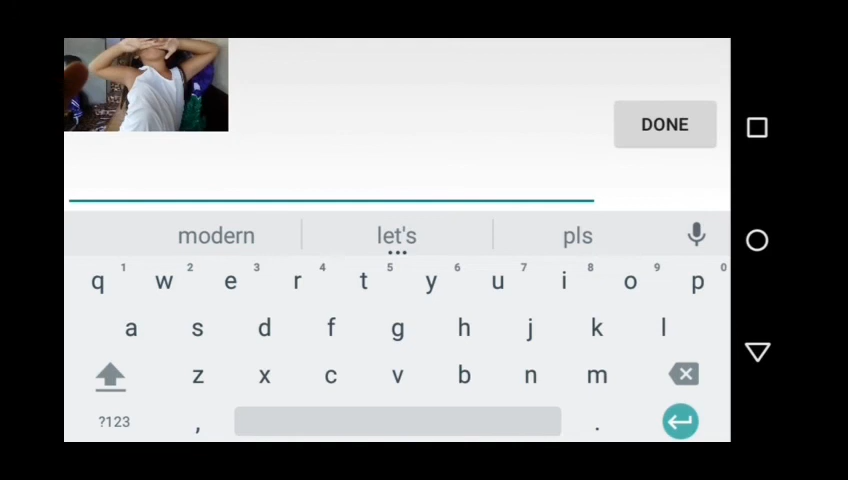 DONE
modern let's pls
q 1 w 2 e 3 r 4 t 5 y 6 u 7 i 8 o 9 p 0
a s d f g h j k l
z x c v b n m
?123 , .